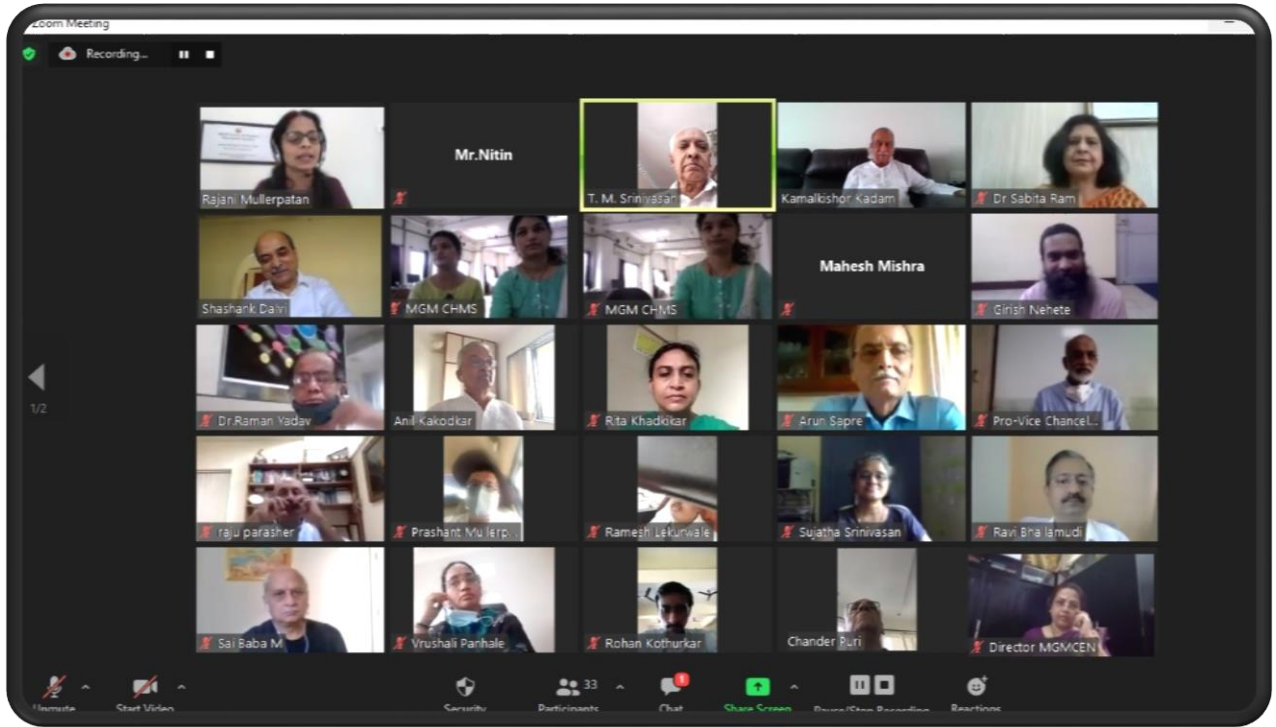 Zoom Meeting
Recording...
Rajani Mullerpatan
Mr.Nitin
T. M. Srinivasan
Kamalkishor Kadam
Dr Sabita Ram
Shashank Dalvi
MGM CHMS
MGM CHMS
Mahesh Mishra
Girish Nehete
Dr.Raman Yadav
Anil Kakodkar
Rita Khadkikar
Arun Sapre
Pro-Vice Chancel...
raju parasher
Prashant Mullerp...
Ramesh Lekurwale
Sujatha Srinivasan
Ravi Bhallamudi
Sai Baba M
Vrushali Panhale
Rohan Kothurkar
Chander Puri
Director MGMCEN
1/2
Unmute
Start Video
Security
33
Participants
1
Chat
Share Screen
Pause/Stop Recording
Reactions